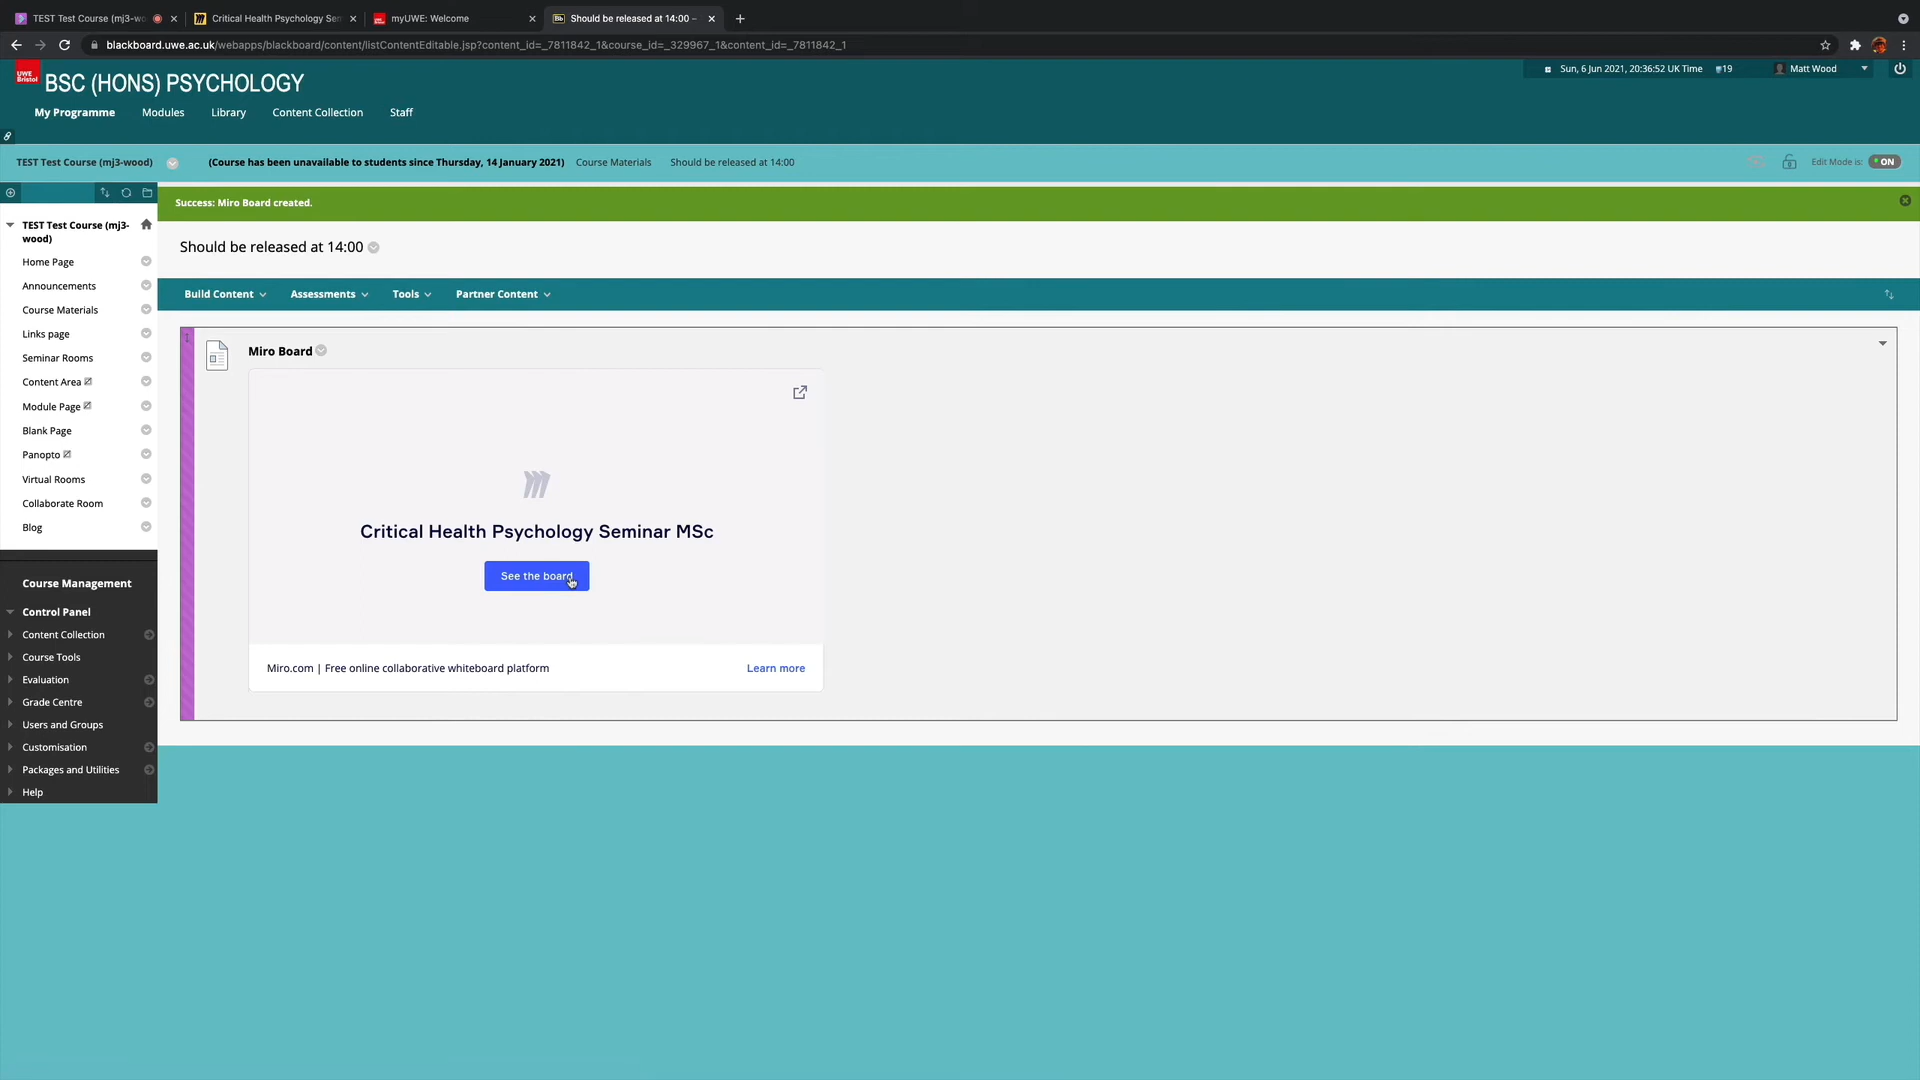 TEST Test Course (mj3-wo
Critical Health Psychology Sem
myUWE: Welcome
Should be released at 14:00 –
blackboard.uwe.ac.uk/webapps/blackboard/content/listContentEditable.jsp?content_id=_7811842_1&course_id=_329967_1&content_id=_7811842_1
UWE Bristol
BSC (HONS) PSYCHOLOGY
Sun, 6 Jun 2021, 20:36:52 UK Time
19
Matt Wood
My Programme
Modules
Library
Content Collection
Staff
TEST Test Course (mj3-wood)
(Course has been unavailable to students since Thursday, 14 January 2021)
Course Materials
Should be released at 14:00
Edit Mode is:
ON
Success: Miro Board created.
TEST Test Course (mj3-
wood)
Home Page
Announcements
Course Materials
Links page
Seminar Rooms
Content Area
Module Page
Blank Page
Panopto
Virtual Rooms
Collaborate Room
Blog
Course Management
Control Panel
Content Collection
Course Tools
Evaluation
Grade Centre
Users and Groups
Customisation
Packages and Utilities
Help
Should be released at 14:00
Build Content
Assessments
Tools
Partner Content
Miro Board
Critical Health Psychology Seminar MSc
See the board
Miro.com | Free online collaborative whiteboard platform
Learn more